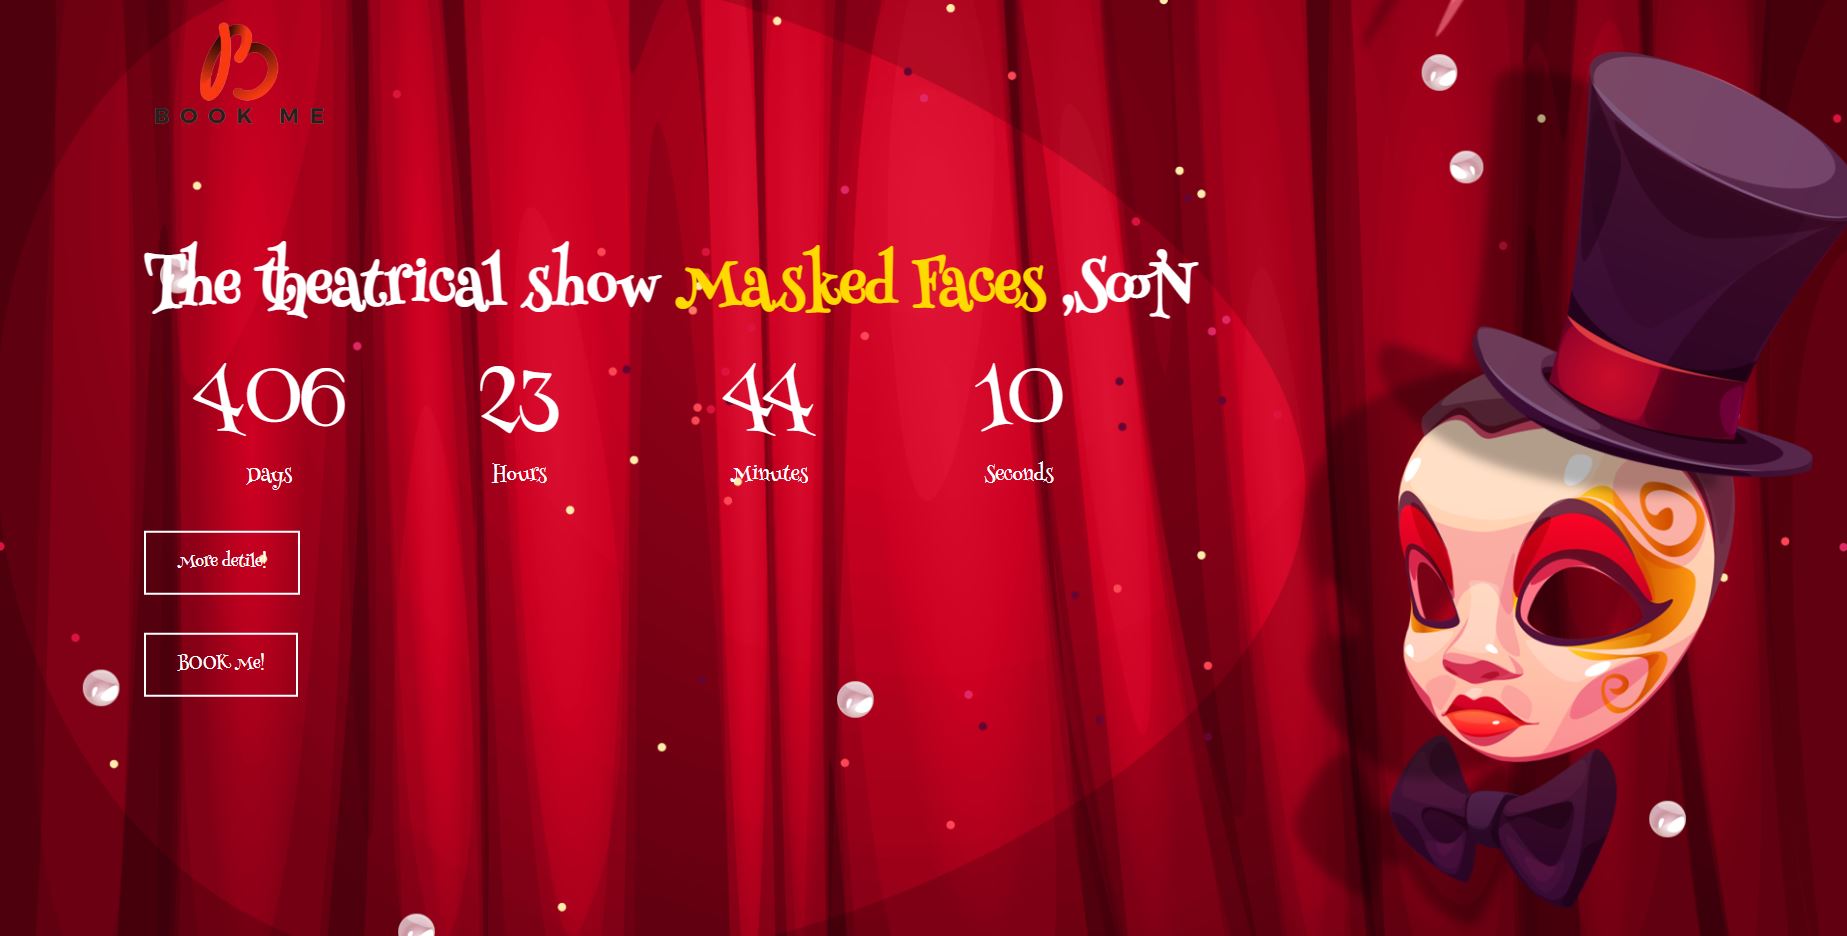 B
BOOK ME
The theatrical show Masked Faces ,SooN
406 23 44 10
Days Hours Minutes Seconds
More detile!
BOOK Me!